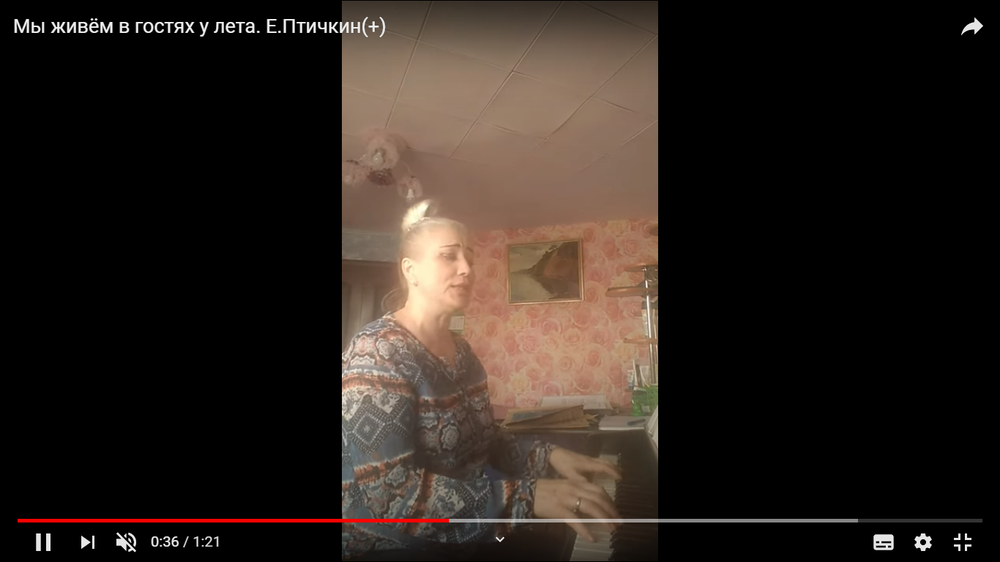 Мы живём в гостях у лета. Е.Птичкин(+)
0:36 / 1:21